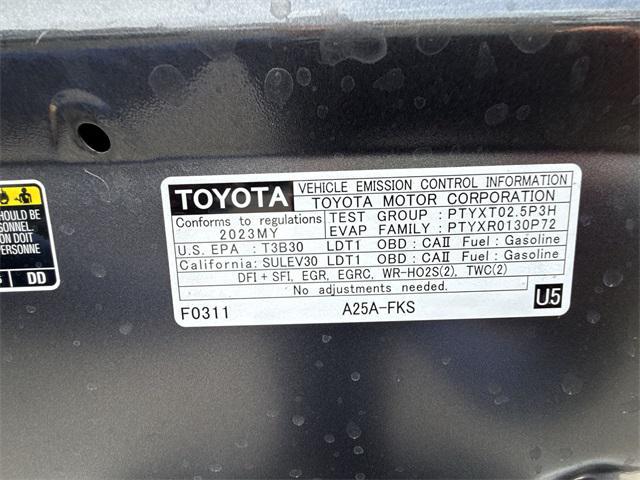 TOYOTA
VEHICLE EMISSION CONTROL INFORMATION
TOYOTA MOTOR CORPORATION
Conforms to regulations
2023MY
TEST GROUP : PTYXT02.5P3H
EVAP FAMILY : PTYXR0130P72
U.S. EPA : T3B30 LDT1 OBD : CAII Fuel : Gasoline
California: SULEV30 LDT1 OBD : CAII Fuel : Gasoline
DFI + SFI, EGR, EGRC, WR-HO2S(2), TWC(2)
No adjustments needed.
F0311 A25A-FKS U5
HOULD BE
SONNEL.
ON DOIT
PERSONNE
DD